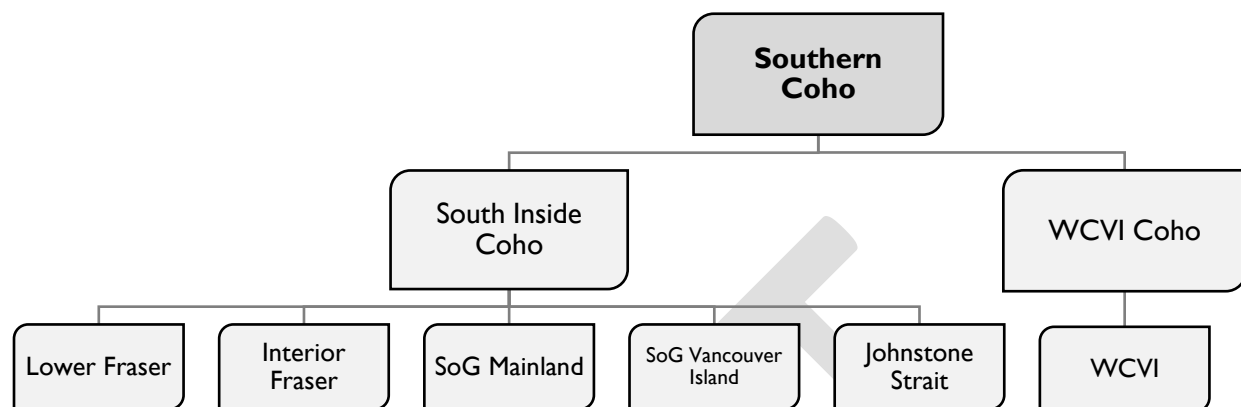 Southern
Coho
South Inside
Coho
WCVI Coho
Lower Fraser
Interior
Fraser
SoG Mainland
SoG Vancouver
Island
Johnstone
Strait
WCVI